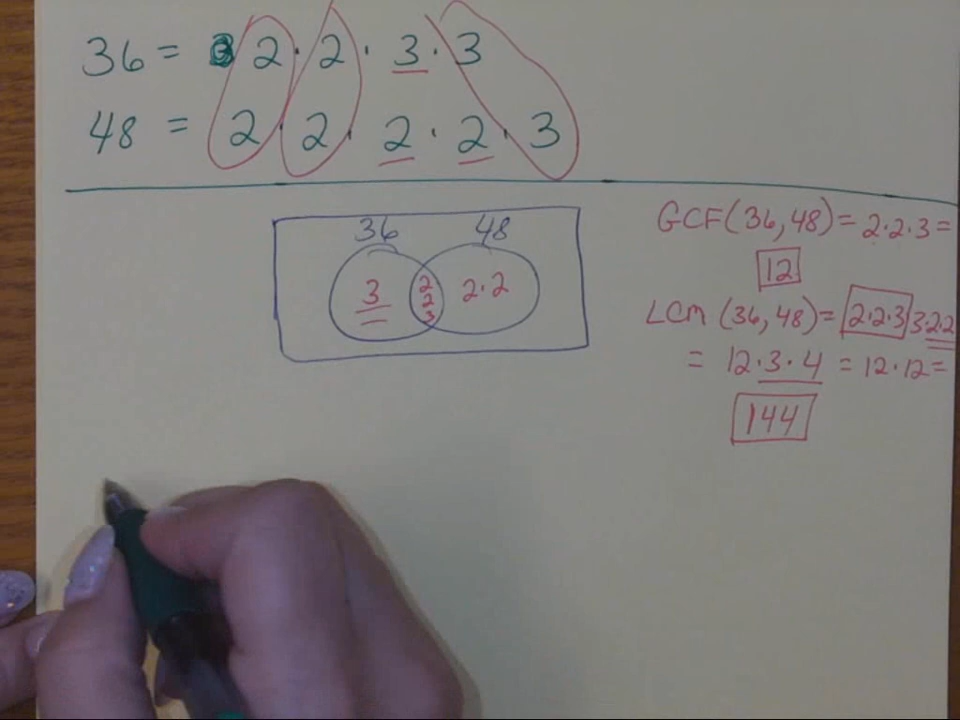 36 = 2 · 2 · 3 · 3
48 = 2 · 2 · 2 · 2 · 3
36 48
3 2 2 3 2·2
GCF(36,48) = 2·2·3 =
12
LCM (36,48) = 2·2·3 3·2·2
= 12·3·4 = 12·12 =
144